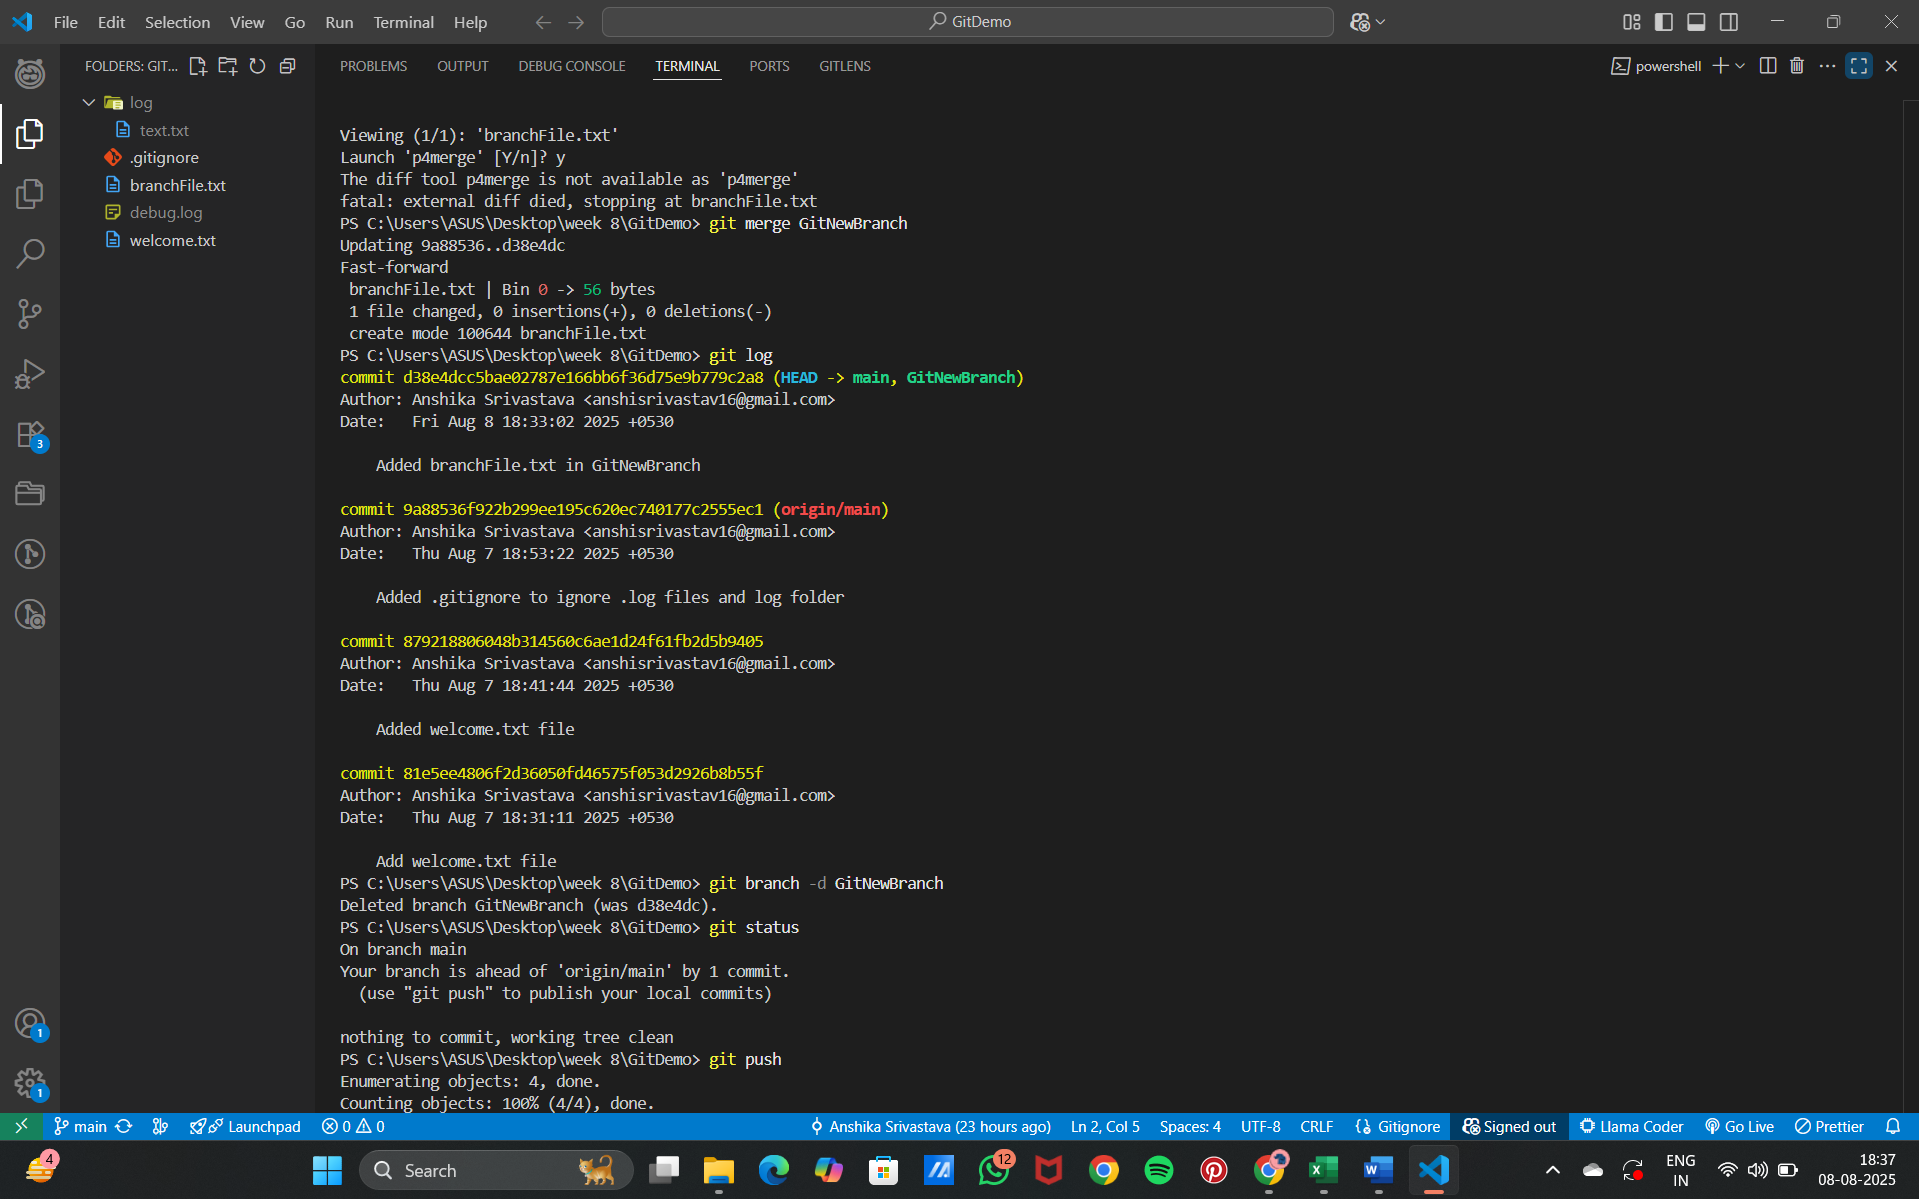 File Edit Selection View Go Run Terminal Help
GitDemo
FOLDERS: GIT...
PROBLEMS OUTPUT DEBUG CONSOLE TERMINAL PORTS GITLENS
powershell
log
text.txt
.gitignore
branchFile.txt
debug.log
welcome.txt
3
1
1
Viewing (1/1): 'branchFile.txt'
Launch 'p4merge' [Y/n]? y
The diff tool p4merge is not available as 'p4merge'
fatal: external diff died, stopping at branchFile.txt
PS C:\Users\ASUS\Desktop\week 8\GitDemo> git merge GitNewBranch
Updating 9a88536..d38e4dc
Fast-forward
 branchFile.txt | Bin 0 -> 56 bytes
 1 file changed, 0 insertions(+), 0 deletions(-)
 create mode 100644 branchFile.txt
PS C:\Users\ASUS\Desktop\week 8\GitDemo> git log
commit d38e4dcc5bae02787e166bb6f36d75e9b779c2a8 (HEAD -> main, GitNewBranch)
Author: Anshika Srivastava <anshisrivastav16@gmail.com>
Date:   Fri Aug 8 18:33:02 2025 +0530
    Added branchFile.txt in GitNewBranch
commit 9a88536f922b299ee195c620ec740177c2555ec1 (origin/main)
Author: Anshika Srivastava <anshisrivastav16@gmail.com>
Date:   Thu Aug 7 18:53:22 2025 +0530
    Added .gitignore to ignore .log files and log folder
commit 879218806048b314560c6ae1d24f61fb2d5b9405
Author: Anshika Srivastava <anshisrivastav16@gmail.com>
Date:   Thu Aug 7 18:41:44 2025 +0530
    Added welcome.txt file
commit 81e5ee4806f2d36050fd46575f053d2926b8b55f
Author: Anshika Srivastava <anshisrivastav16@gmail.com>
Date:   Thu Aug 7 18:31:11 2025 +0530
    Add welcome.txt file
PS C:\Users\ASUS\Desktop\week 8\GitDemo> git branch -d GitNewBranch
Deleted branch GitNewBranch (was d38e4dc).
PS C:\Users\ASUS\Desktop\week 8\GitDemo> git status
On branch main
Your branch is ahead of 'origin/main' by 1 commit.
  (use "git push" to publish your local commits)
nothing to commit, working tree clean
PS C:\Users\ASUS\Desktop\week 8\GitDemo> git push
Enumerating objects: 4, done.
Counting objects: 100% (4/4), done.
main Launchpad 0 0 Anshika Srivastava (23 hours ago) Ln 2, Col 5 Spaces: 4 UTF-8 CRLF Gitignore Signed out Llama Coder Go Live Prettier
4 Search 12 ENG IN 18:37 08-08-2025